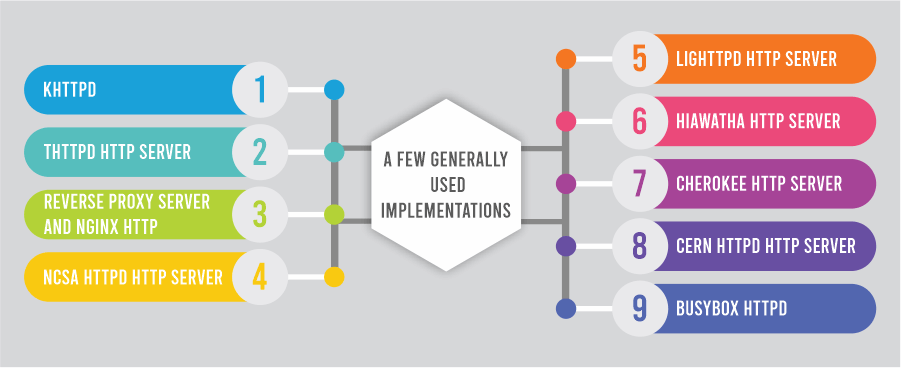 KHTTPD
1
THTTPD HTTP SERVER
2
REVERSE PROXY SERVER
AND NGINX HTTP
3
NCSA HTTPD HTTP SERVER
4
A FEW GENERALLY
USED
IMPLEMENTATIONS
5
LIGHTTPD HTTP SERVER
6
HIAWATHA HTTP SERVER
7
CHEROKEE HTTP SERVER
8
CERN HTTPD HTTP SERVER
9
BUSYBOX HTTPD